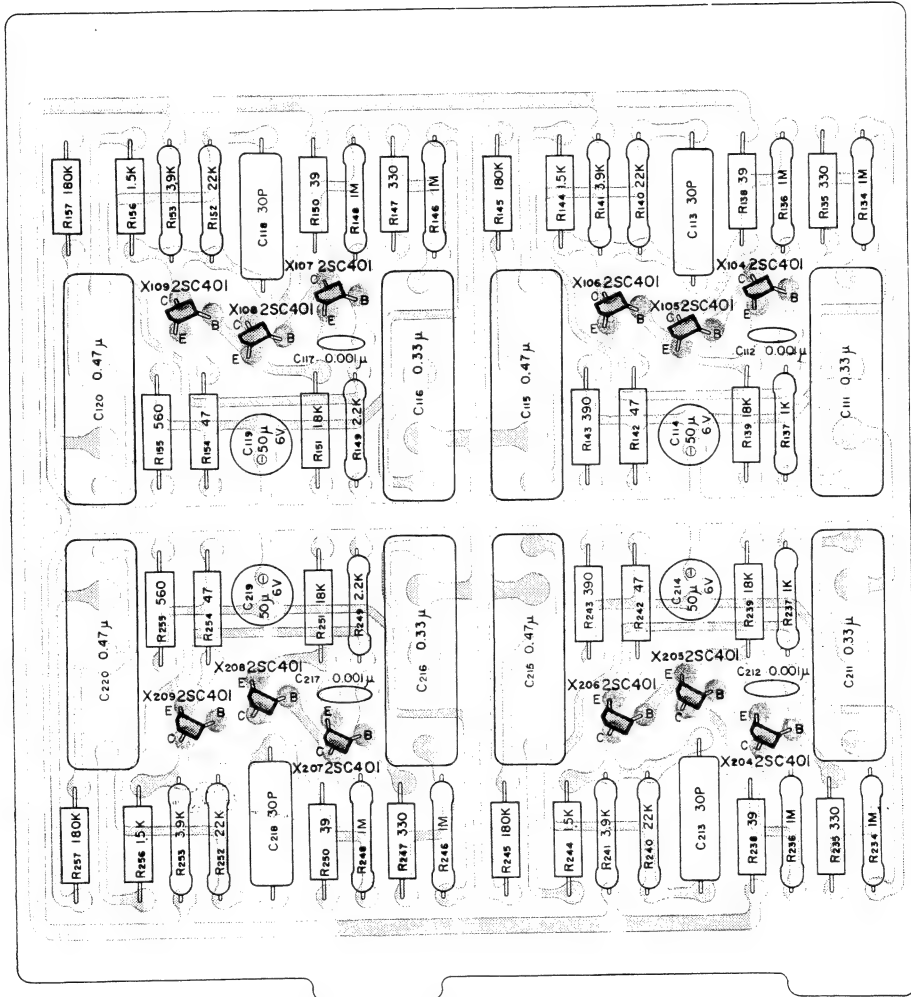 R157 180K
R156 1.5K
R153 3.9K
R152 22K
C118 30P
R150 39
R148 1M
R147 330
R146 1M
R145 180K
R144 1.5K
R141 3.9K
R140 22K
C113 30P
R138 39
R136 1M
R135 330
R134 1M
X109 2SC401
C
B
E
X108 2SC401
C
B
E
X107 2SC401
C
B
E
X106 2SC401
C
B
E
X105 2SC401
C
B
E
X104 2SC401
C
B
E
C120 0.47μ
C117 0.001μ
C116 0.33μ
C115 0.47μ
C112 0.001μ
C111 0.33μ
R155 560
R154 47
C119
⊖50μ
6V
R151 18K
R149 2.2K
R143 390
R142 47
C114
⊖50μ
6V
R139 18K
R137 1K
C220 0.47μ
R255 560
R254 47
C219
50μ ⊖
6V
R251 18K
R249 2.2K
C216 0.33μ
C215 0.47μ
R243 390
R242 47
C214
50μ ⊖
6V
R239 18K
R237 1K
C211 0.33μ
X209 2SC401
E
B
C
X208 2SC401
E
B
C
C217 0.001μ
X207 2SC401
E
B
C
X206 2SC401
E
B
C
X205 2SC401
E
B
C
C212 0.001μ
X204 2SC401
E
B
C
R257 180K
R256 1.5K
R253 3.9K
R252 22K
C218 30P
R250 39
R248 1M
R247 330
R246 1M
R245 180K
R244 1.5K
R241 3.9K
R240 22K
C213 30P
R238 39
R236 1M
R235 330
R234 1M